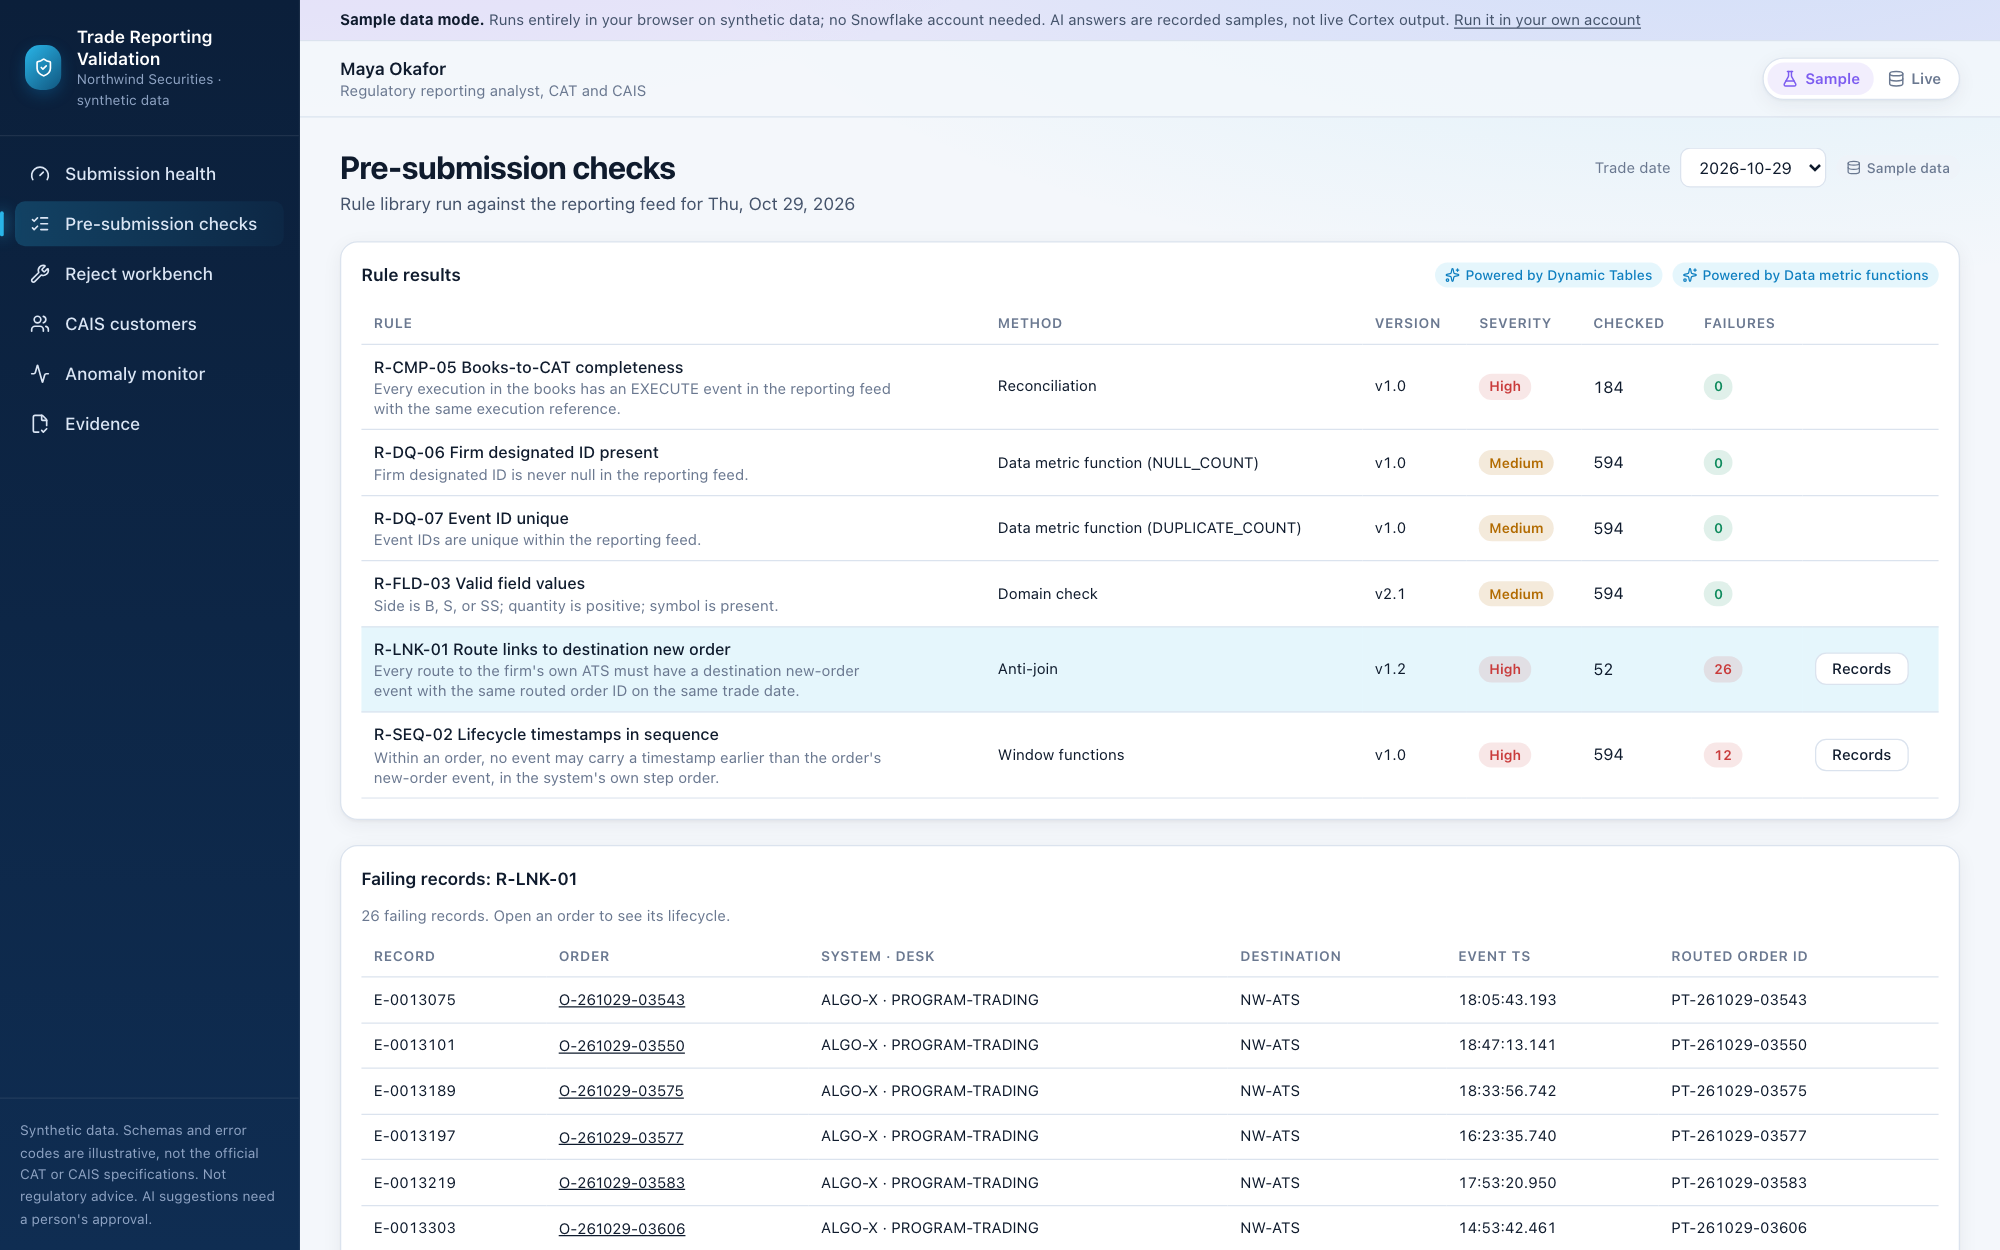 Trade Reporting
Validation
Northwind Securities ·
synthetic data
Submission health
Pre-submission checks
Reject workbench
CAIS customers
Anomaly monitor
Evidence
Synthetic data. Schemas and error
codes are illustrative, not the official
CAT or CAIS specifications. Not
regulatory advice. AI suggestions need
a person's approval.
Sample data mode. Runs entirely in your browser on synthetic data; no Snowflake account needed. AI answers are recorded samples, not live Cortex output. Run it in your own account
Maya Okafor
Regulatory reporting analyst, CAT and CAIS
Sample Live
Pre-submission checks
Rule library run against the reporting feed for Thu, Oct 29, 2026
Trade date 2026-10-29 Sample data
Rule results Powered by Dynamic Tables Powered by Data metric functions
RULE METHOD VERSION SEVERITY CHECKED FAILURES
R-CMP-05 Books-to-CAT completeness
Every execution in the books has an EXECUTE event in the reporting feed
with the same execution reference.
Reconciliation v1.0 High 184 0
R-DQ-06 Firm designated ID present
Firm designated ID is never null in the reporting feed.
Data metric function (NULL_COUNT) v1.0 Medium 594 0
R-DQ-07 Event ID unique
Event IDs are unique within the reporting feed.
Data metric function (DUPLICATE_COUNT) v1.0 Medium 594 0
R-FLD-03 Valid field values
Side is B, S, or SS; quantity is positive; symbol is present.
Domain check v2.1 Medium 594 0
R-LNK-01 Route links to destination new order
Every route to the firm's own ATS must have a destination new-order
event with the same routed order ID on the same trade date.
Anti-join v1.2 High 52 26 Records
R-SEQ-02 Lifecycle timestamps in sequence
Within an order, no event may carry a timestamp earlier than the order's
new-order event, in the system's own step order.
Window functions v1.0 High 594 12 Records
Failing records: R-LNK-01
26 failing records. Open an order to see its lifecycle.
RECORD ORDER SYSTEM · DESK DESTINATION EVENT TS ROUTED ORDER ID
E-0013075 O-261029-03543 ALGO-X · PROGRAM-TRADING NW-ATS 18:05:43.193 PT-261029-03543
E-0013101 O-261029-03550 ALGO-X · PROGRAM-TRADING NW-ATS 18:47:13.141 PT-261029-03550
E-0013189 O-261029-03575 ALGO-X · PROGRAM-TRADING NW-ATS 18:33:56.742 PT-261029-03575
E-0013197 O-261029-03577 ALGO-X · PROGRAM-TRADING NW-ATS 16:23:35.740 PT-261029-03577
E-0013219 O-261029-03583 ALGO-X · PROGRAM-TRADING NW-ATS 17:53:20.950 PT-261029-03583
E-0013303 O-261029-03606 ALGO-X · PROGRAM-TRADING NW-ATS 14:53:42.461 PT-261029-03606